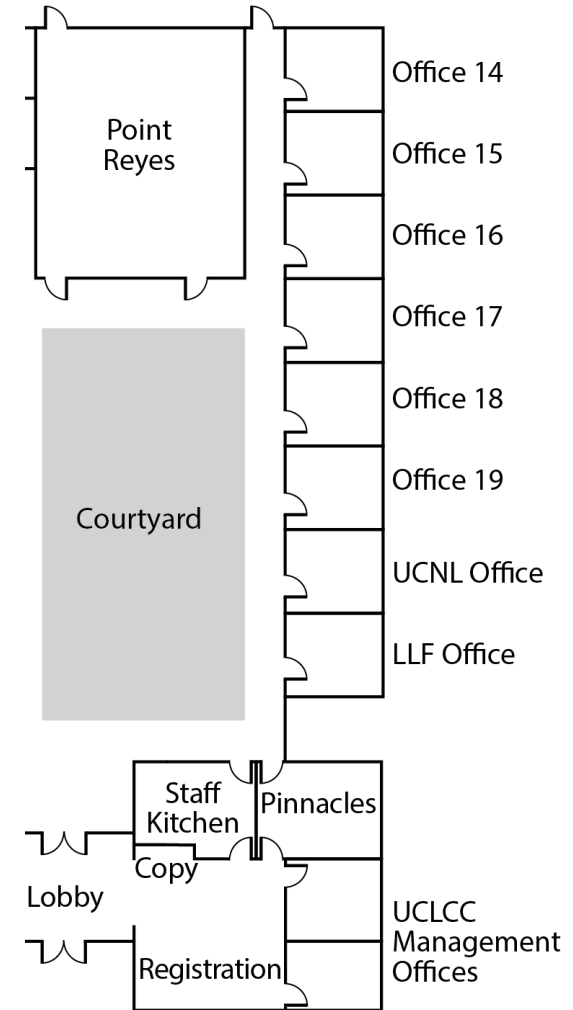 Office 14
Point
Reyes
Office 15
Office 16
Office 17
Office 18
Office 19
Courtyard
UCNL Office
LLF Office
Staff
Kitchen
Pinnacles
Copy
Lobby
UCLCC
Management
Offices
Registration